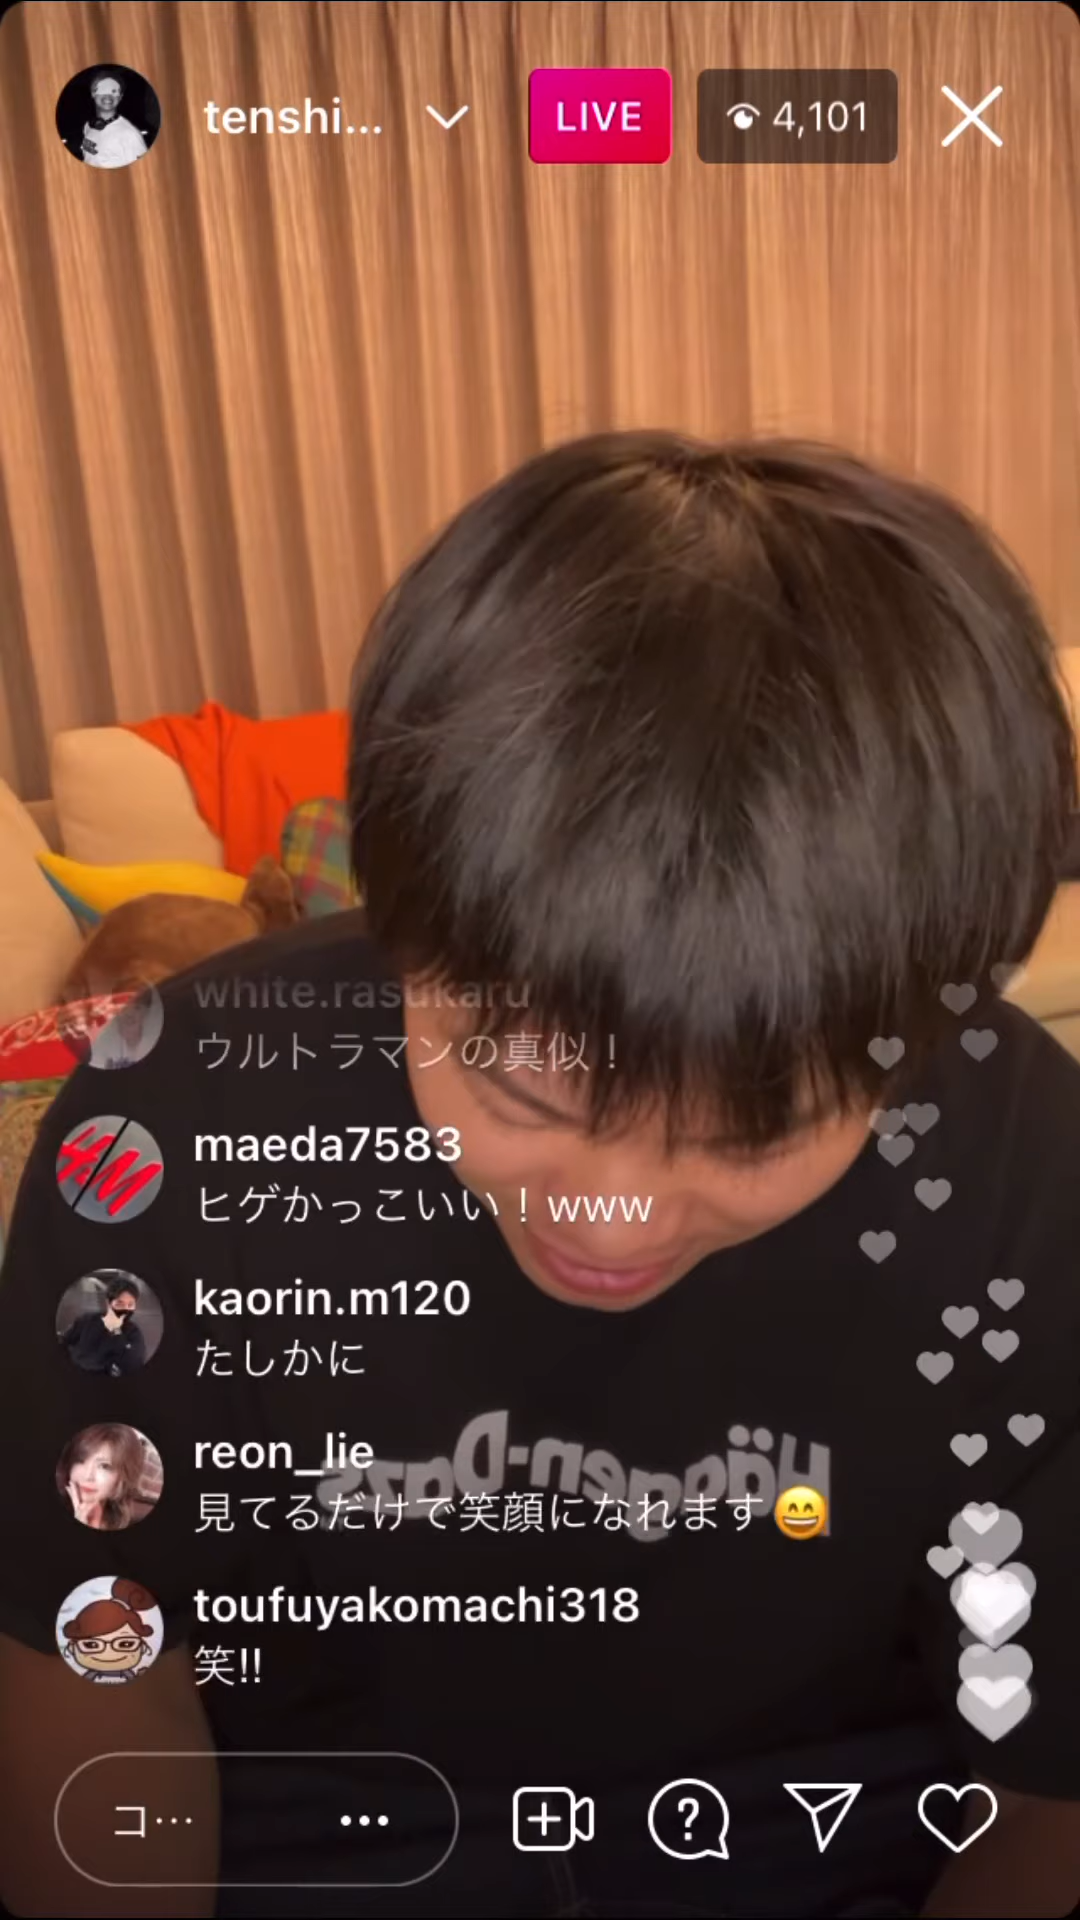 tenshi...
LIVE
4,101
white.rasukaru
ウルトラマンの真似！
maeda7583
ヒゲかっこいい！www
kaorin.m120
たしかに
Häagen-Dazs
reon_lie
見てるだけで笑顔になれます😄
toufuyakomachi318
笑!!
コ…